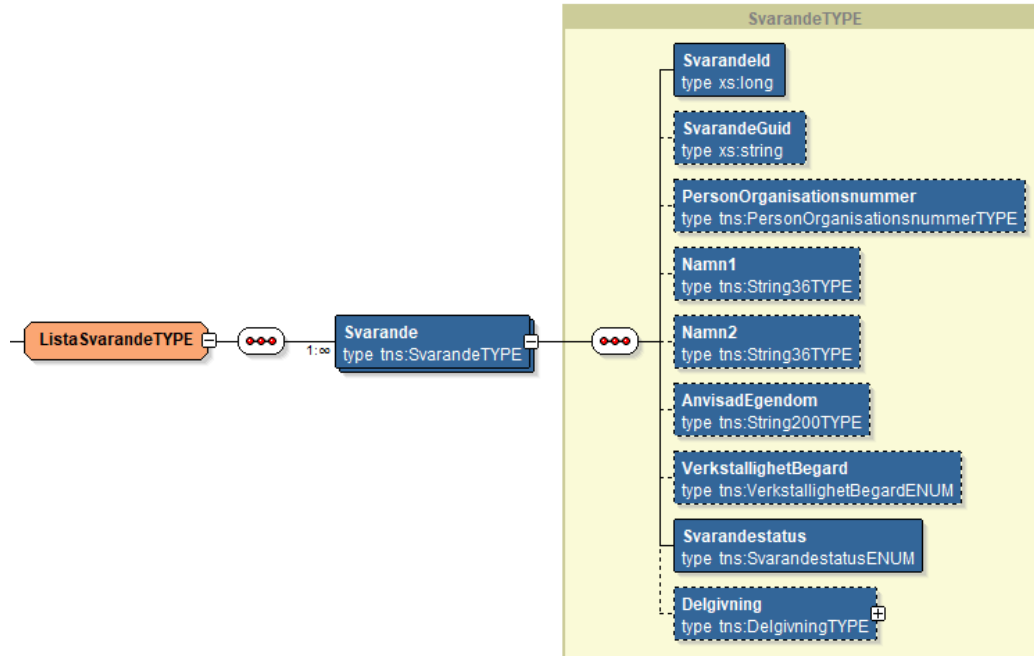 SvarandeTYPE
SvarandeId
type xs:long
SvarandeGuid
type xs:string
PersonOrganisationsnummer
type tns:PersonOrganisationsnummerTYPE
Namn1
type tns:String36TYPE
ListaSvarandeTYPE
1:∞
Svarande
type tns:SvarandeTYPE
Namn2
type tns:String36TYPE
AnvisadEgendom
type tns:String200TYPE
VerkstallighetBegard
type tns:VerkstallighetBegardENUM
Svarandestatus
type tns:SvarandestatusENUM
Delgivning
type tns:DelgivningTYPE